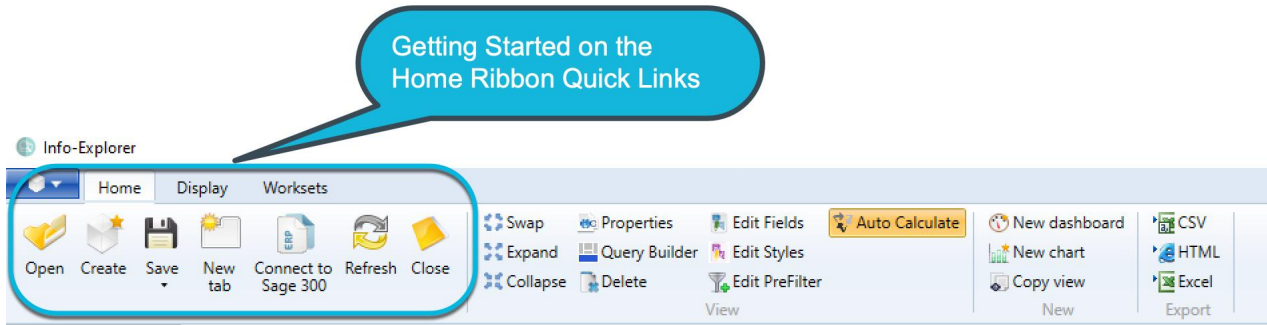 Getting Started on the
Home Ribbon Quick Links
Info-Explorer
Home Display Worksets
Open Create Save New tab Connect to Sage 300 Refresh Close
ERP
Swap Properties Edit Fields Auto Calculate New dashboard CSV
Expand Query Builder Edit Styles New chart HTML
Collapse Delete Edit PreFilter Copy view Excel
View New Export